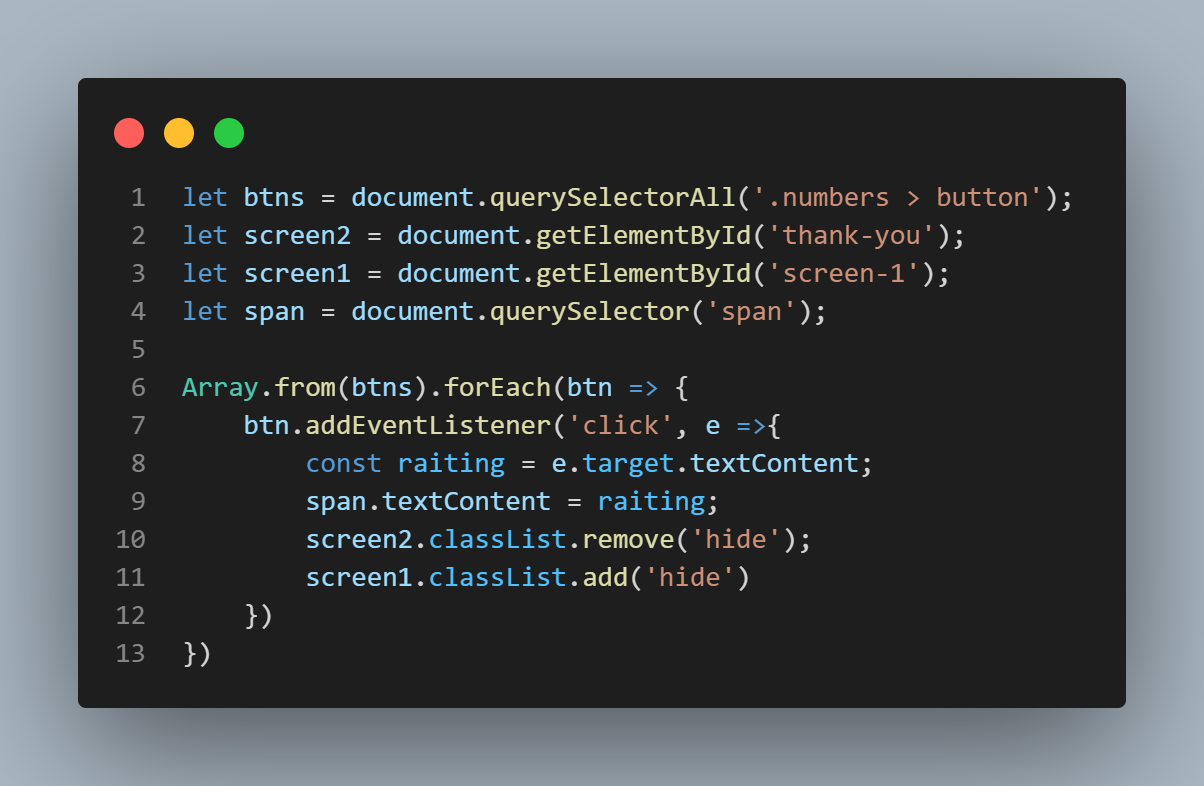 1 let btns = document.querySelectorAll('.numbers > button');
2 let screen2 = document.getElementById('thank-you');
3 let screen1 = document.getElementById('screen-1');
4 let span = document.querySelector('span');
5
6 Array.from(btns).forEach(btn => {
7     btn.addEventListener('click', e =>{
8         const raiting = e.target.textContent;
9         span.textContent = raiting;
10         screen2.classList.remove('hide');
11         screen1.classList.add('hide')
12     })
13 })